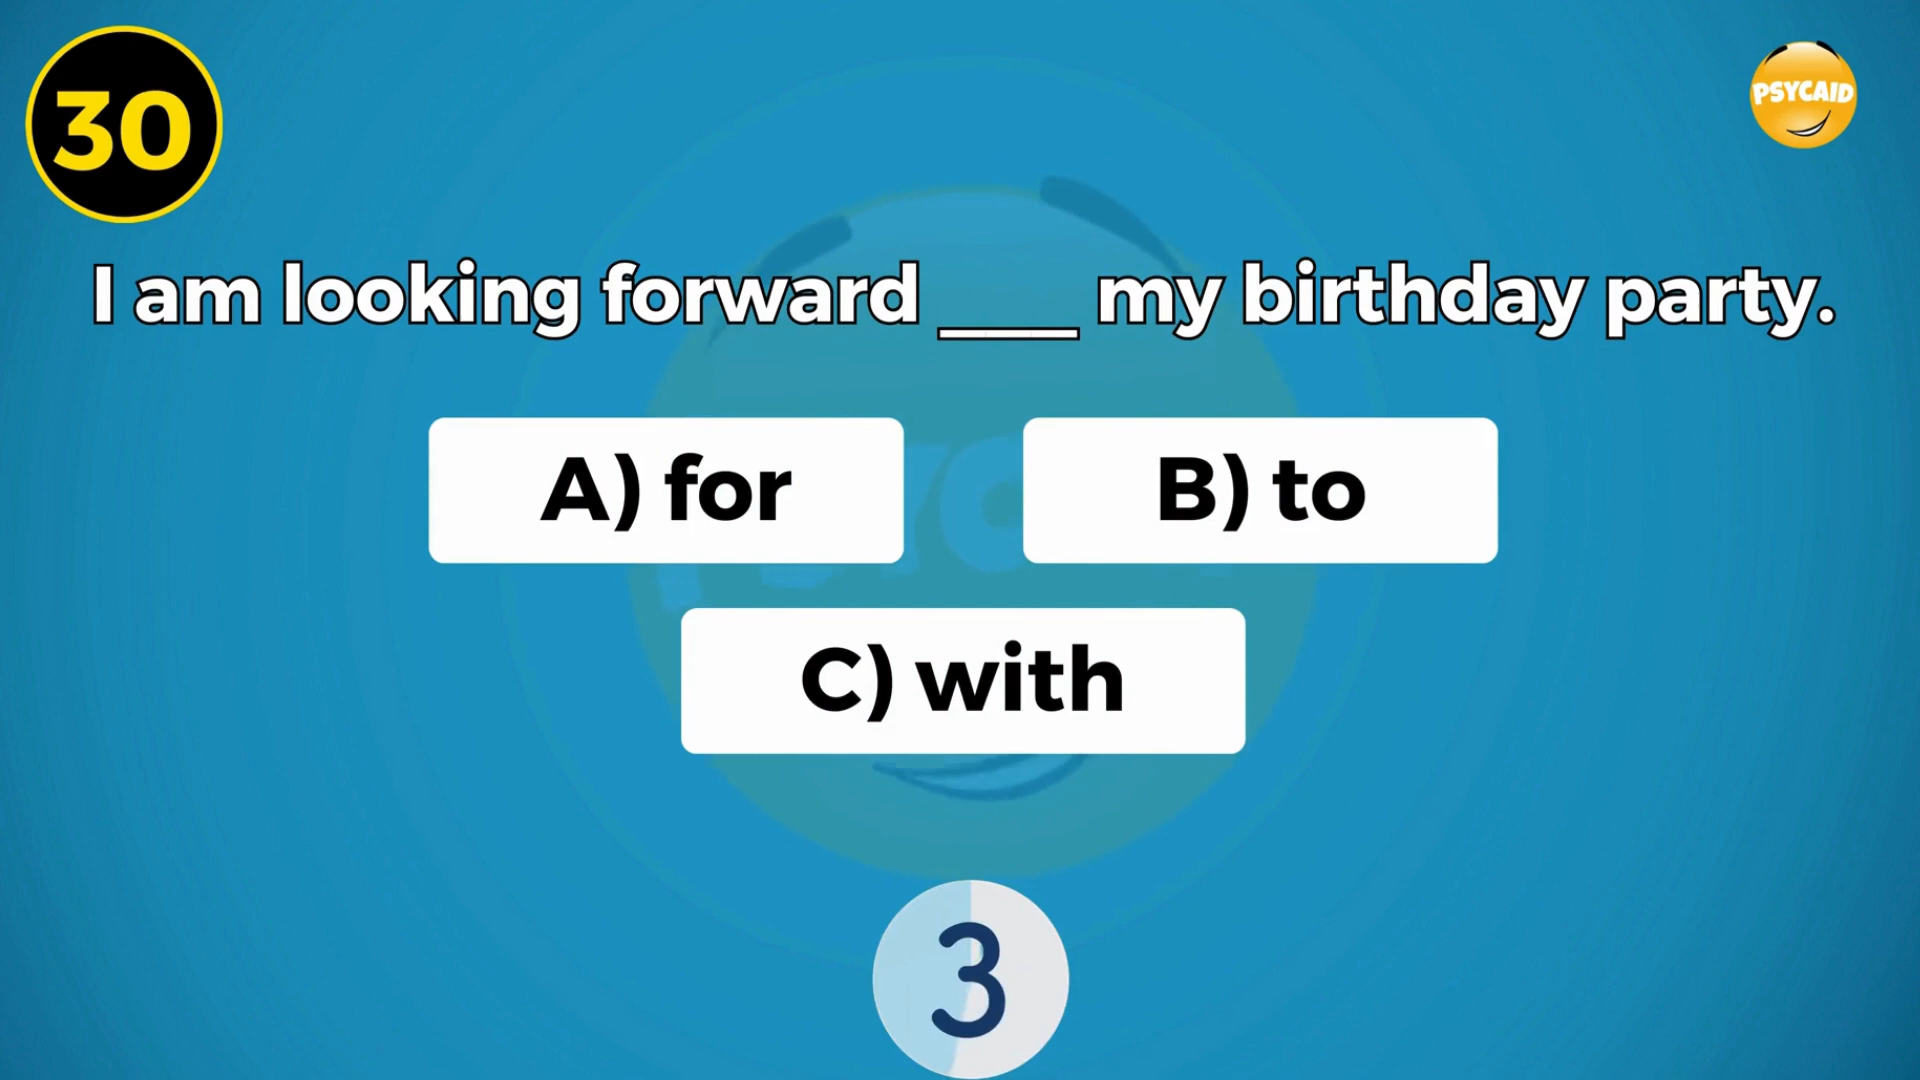 30
PSYCAID
I am looking forward ___ my birthday party.
A) for
B) to
C) with
3